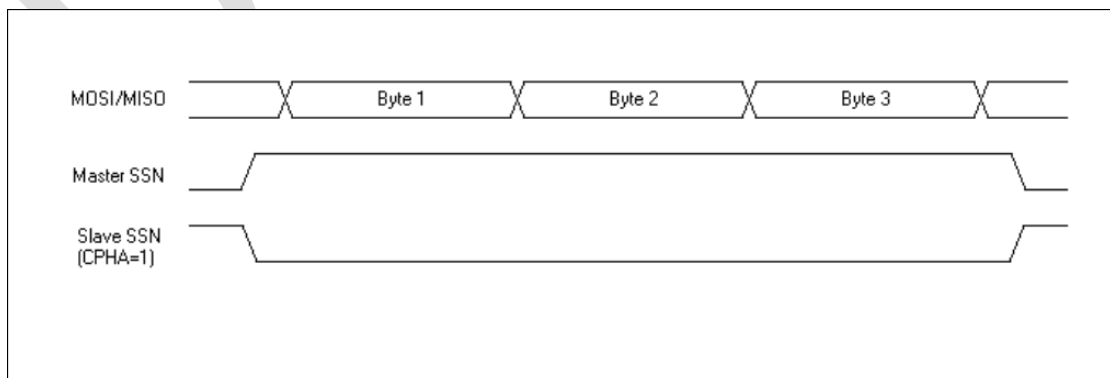 MOSI/MISO
Byte 1
Byte 2
Byte 3
Master SSN
Slave SSN
(CPHA=1)